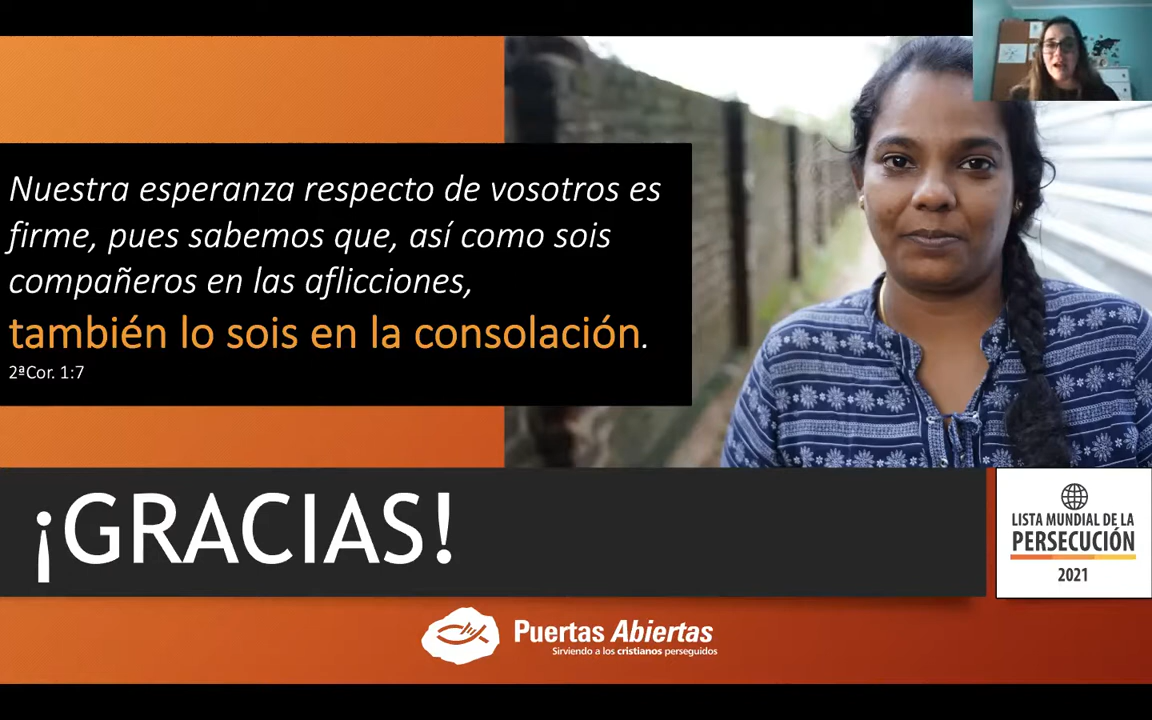 Nuestra esperanza respecto de vosotros es
firme, pues sabemos que, así como sois
compañeros en las aflicciones,
también lo sois en la consolación.
2ªCor. 1:7
¡GRACIAS!
LISTA MUNDIAL DE LA
PERSECUCIÓN
2021
Puertas Abiertas
Sirviendo a los cristianos perseguidos